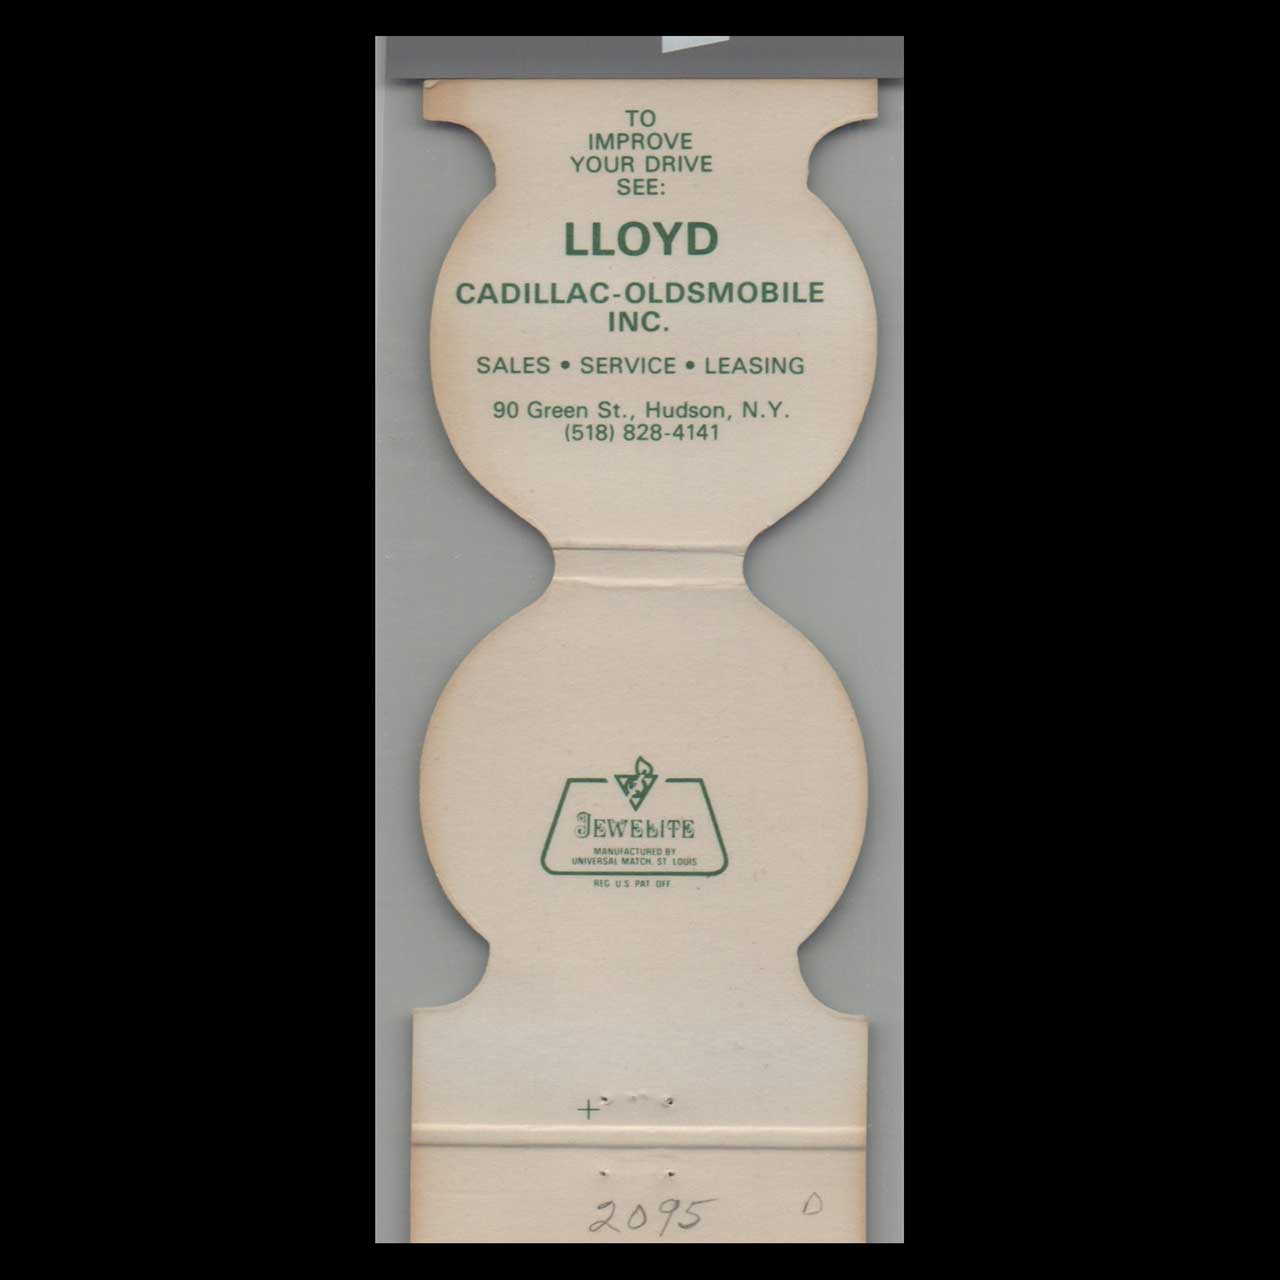 TO
IMPROVE
YOUR DRIVE
SEE:
LLOYD
CADILLAC-OLDSMOBILE
INC.
SALES • SERVICE • LEASING
90 Green St., Hudson, N.Y.
(518) 828-4141
JEWELITE
MANUFACTURED BY
UNIVERSAL MATCH, ST. LOUIS
REG. U.S. PAT. OFF.
2095 D